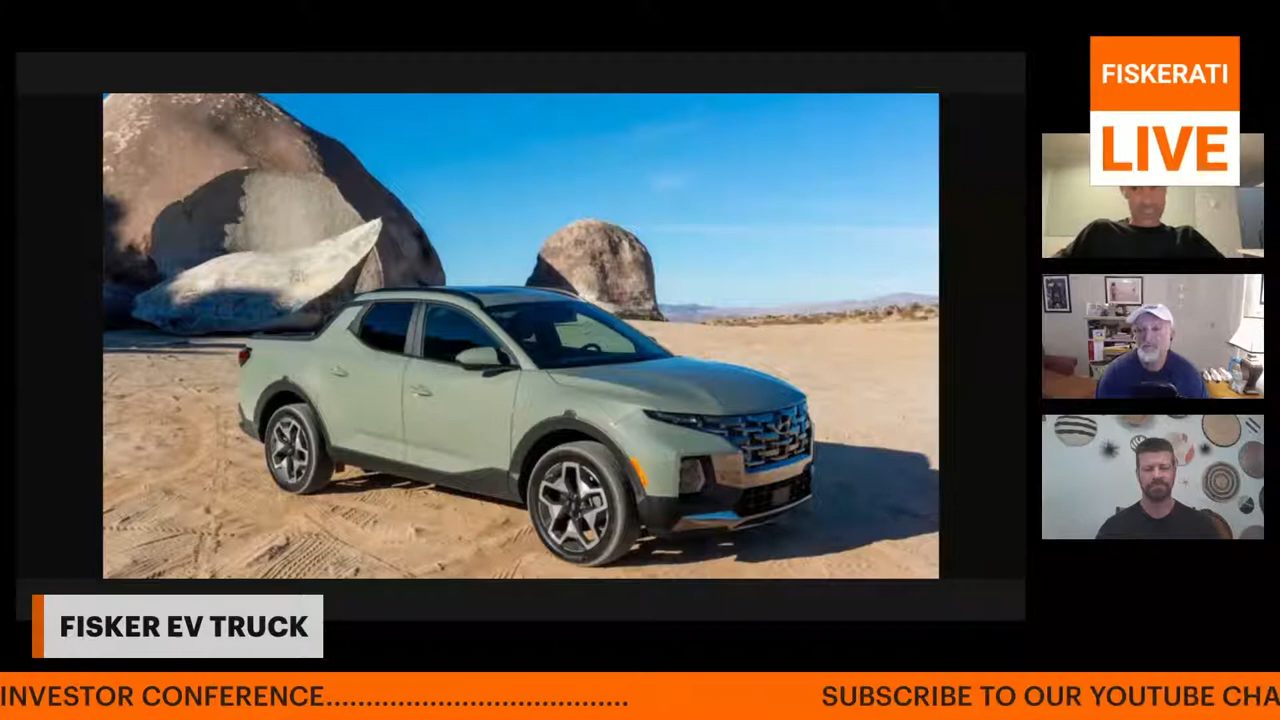 FISKERATI
LIVE
FISKER EV TRUCK
INVESTOR CONFERENCE....................................
SUBSCRIBE TO OUR YOUTUBE CHA